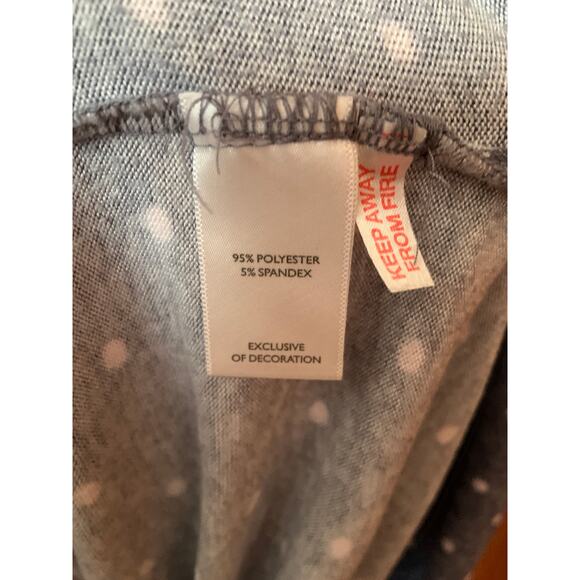 95% POLYESTER
5% SPANDEX
EXCLUSIVE
OF DECORATION
KEEP AWAY
FROM FIRE